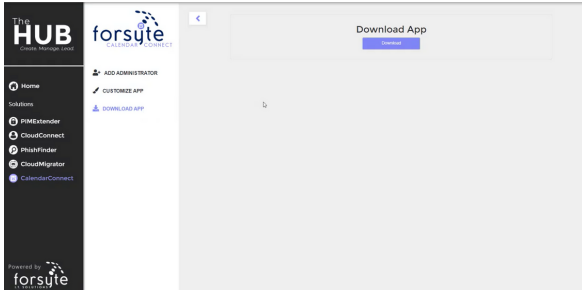 The
HUB
Create. Manage. Lead
Home
Solutions
PIMExtender
CloudConnect
PhishFinder
CloudMigrator
CalendarConnect
Powered by
forsyte
I.T. SOLUTIONS
forsyte
CALENDAR CONNECT
ADD ADMINISTRATOR
CUSTOMIZE APP
DOWNLOAD APP
Download App
Download